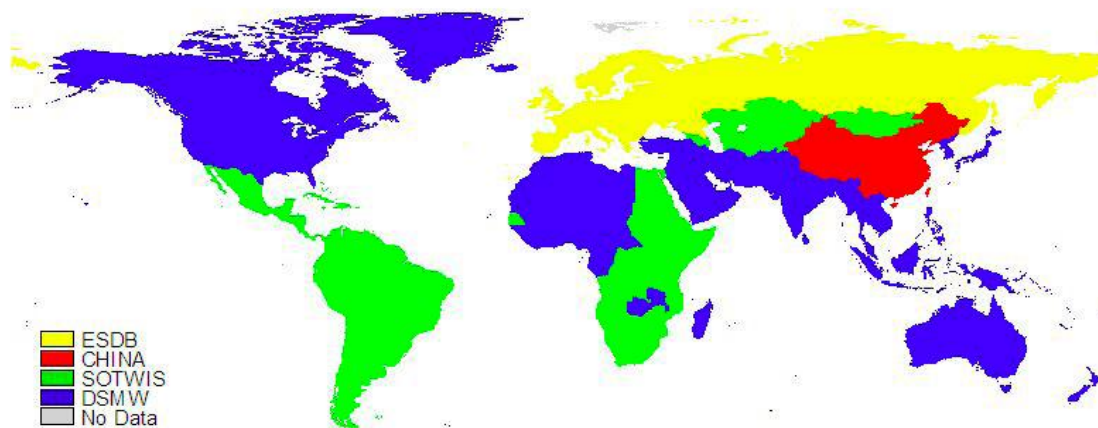 ESDB
CHINA
SOTWIS
DSMW
No Data